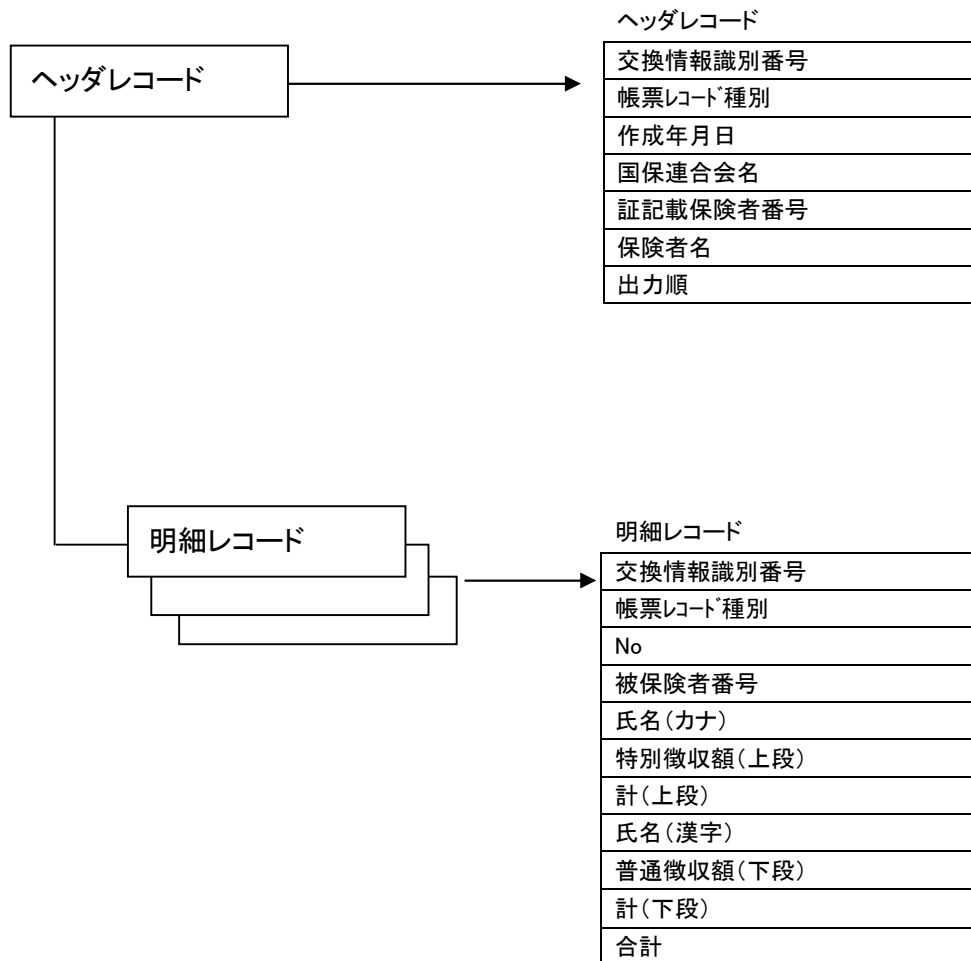 ヘッダレコード
ヘッダレコード
交換情報識別番号
帳票ﾚｺｰﾄﾞ種別
作成年月日
国保連合会名
証記載保険者番号
保険者名
出力順
明細レコード
明細レコード
交換情報識別番号
帳票ﾚｺｰﾄﾞ種別
No
被保険者番号
氏名(カナ)
特別徴収額(上段)
計(上段)
氏名(漢字)
普通徴収額(下段)
計(下段)
合計